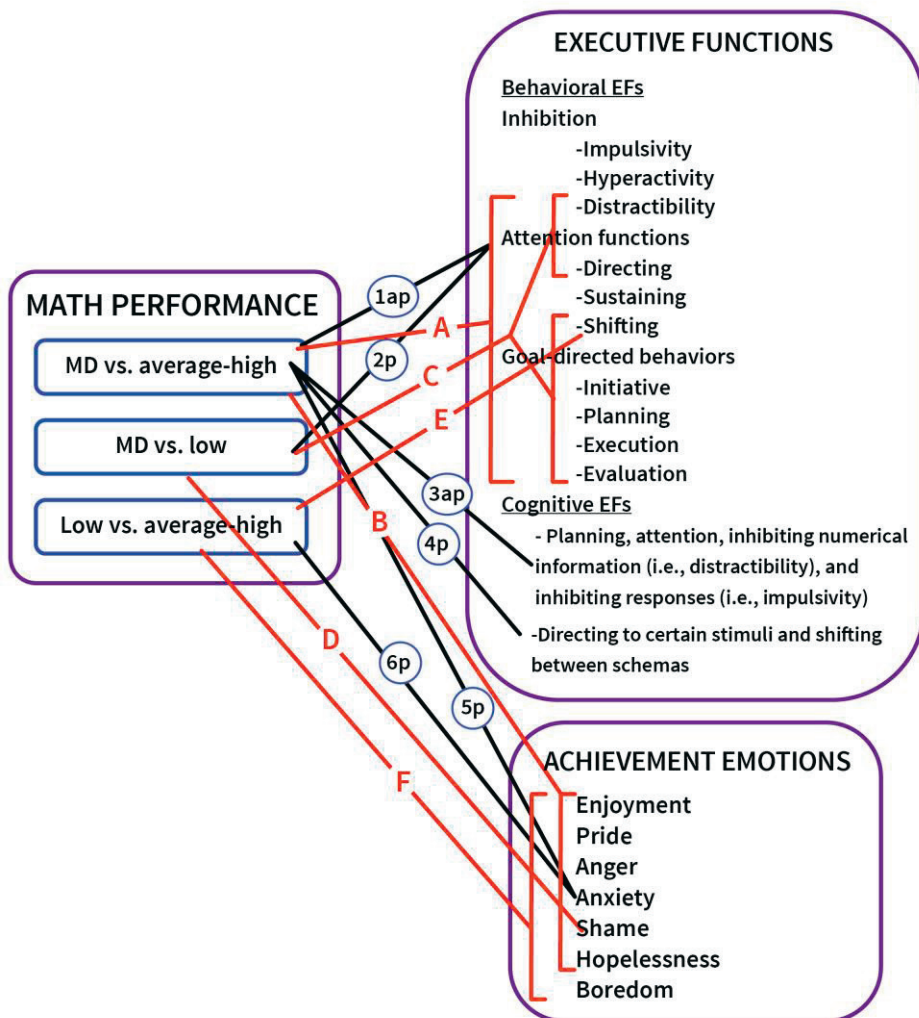 EXECUTIVE FUNCTIONS
Behavioral EFs
Inhibition
-Impulsivity
-Hyperactivity
-Distractibility
Attention functions
-Directing
-Sustaining
-Shifting
Goal-directed behaviors
-Initiative
-Planning
-Execution
-Evaluation
Cognitive EFs
- Planning, attention, inhibiting numerical
information (i.e., distractibility), and
inhibiting responses (i.e., impulsivity)
-Directing to certain stimuli and shifting
between schemas
MATH PERFORMANCE
MD vs. average-high
MD vs. low
Low vs. average-high
1ap
A
2p
C
E
3ap
B
4p
D
6p
5p
F
ACHIEVEMENT EMOTIONS
Enjoyment
Pride
Anger
Anxiety
Shame
Hopelessness
Boredom